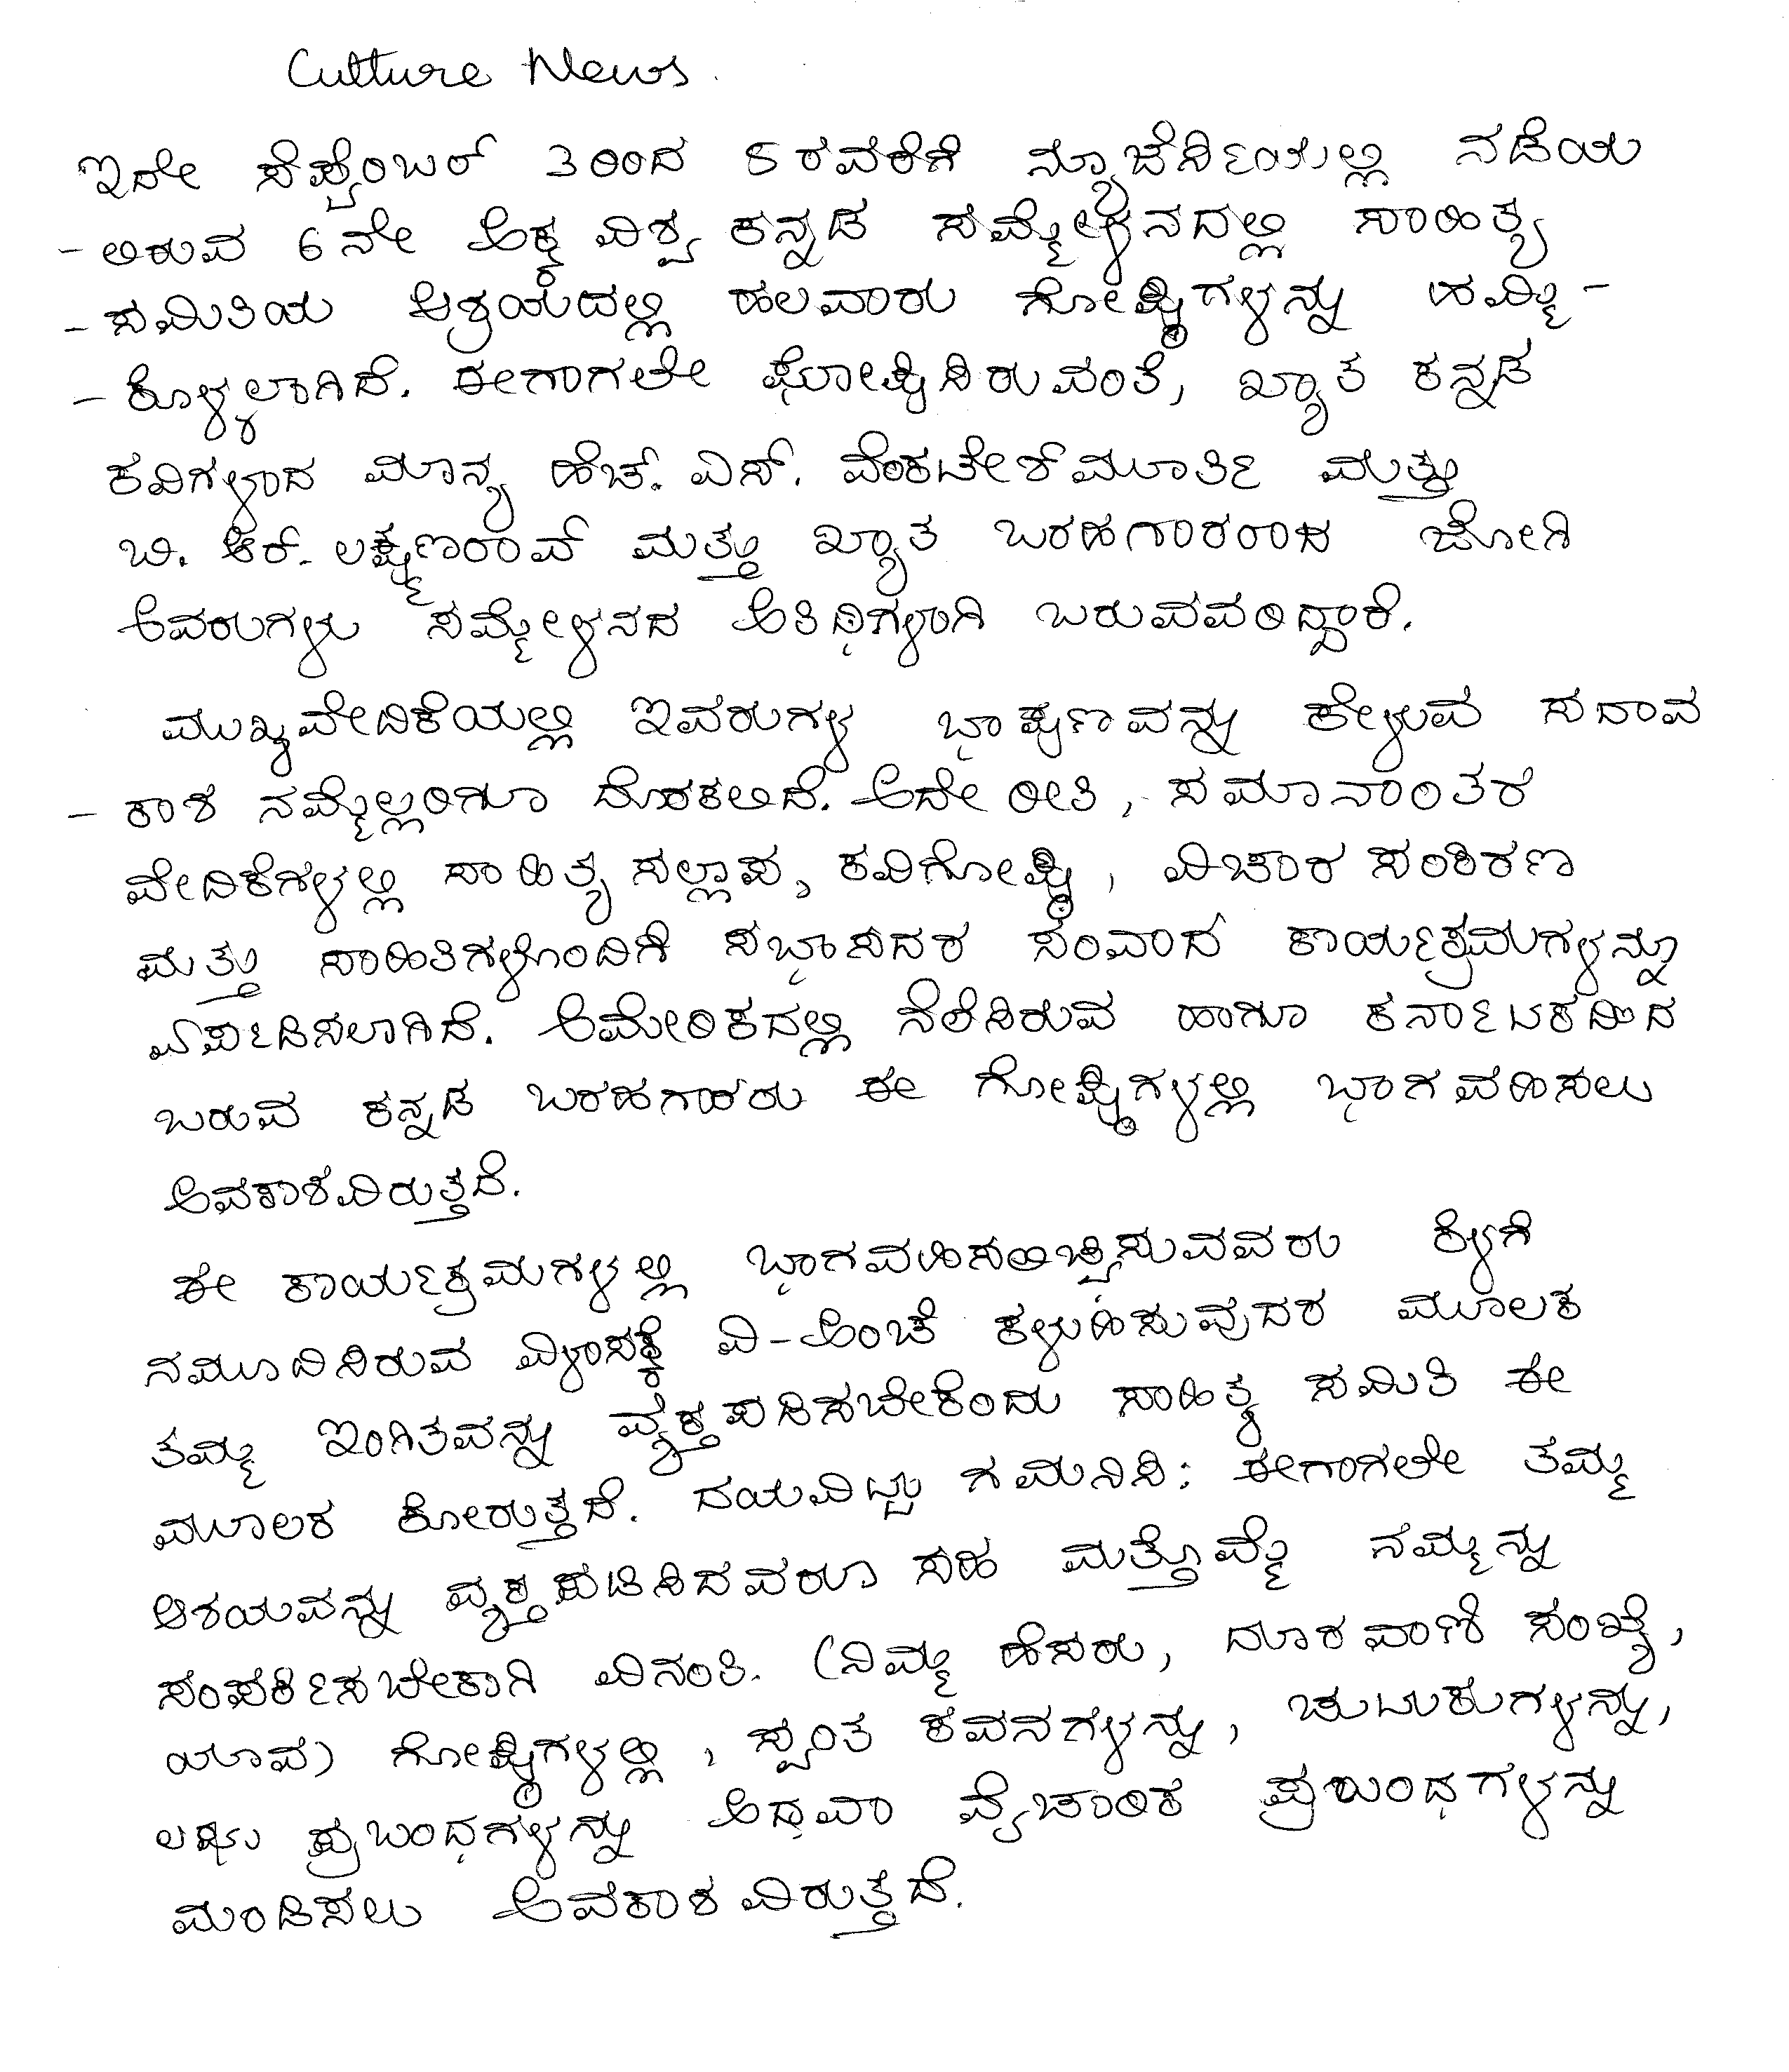 Culture News.
ಇದೇ ಸೆಪ್ಟೆಂಬರ್ 3ರಿಂದ 5 ರವರೆಗೆ ನ್ಯೂಜೆರ್ಸಿಯಲ್ಲಿ ನಡೆಯ
- ಲಿರುವ 6ನೇ ಅಕ್ಕ ವಿಶ್ವ ಕನ್ನಡ ಸಮ್ಮೇಳನದಲ್ಲಿ ಸಾಹಿತ್ಯ
- ಸಮಿತಿಯ ಆಶ್ರಯದಲ್ಲಿ ಹಲವಾರು ಗೋಷ್ಠಿಗಳನ್ನು ಹಮ್ಮಿ -
- ಕೊಳ್ಳಲಾಗಿದೆ. ಈಗಾಗಲೇ ಘೋಷಿಸಿರುವಂತೆ, ಖ್ಯಾತ ಕನ್ನಡ
ಕವಿಗಳಾದ ಮಾನ್ಯ ಹೆಚ್. ಎಸ್. ವೆಂಕಟೇಶ್‌ಮೂರ್ತಿ ಮತ್ತು
ಬಿ. ಆರ್. ಲಕ್ಷ್ಮಣರಾವ್ ಮತ್ತು ಖ್ಯಾತ ಬರಹಗಾರರಾದ ಜೋಗಿ
ಅವರುಗಳು ಸಮ್ಮೇಳನದ ಅತಿಥಿಗಳಾಗಿ ಬರುವವರಿದ್ದಾರೆ.
ಮುಖ್ಯವೇದಿಕೆಯಲ್ಲಿ ಇವರುಗಳ ಭಾಷಣವನ್ನು ಕೇಳುವ ಸದಾವ
- ಕಾಶ ನಮ್ಮೆಲ್ಲರಿಗೂ ದೊರಕಲಿದೆ. ಅದೇ ರೀತಿ, ಸಮಾನಾಂತರ
ವೇದಿಕೆಗಳಲ್ಲಿ ಸಾಹಿತ್ಯ ಸಲ್ಲಾಪ, ಕವಿಗೋಷ್ಠಿ, ವಿಚಾರ ಸಂಕಿರಣ
ಮತ್ತು ಸಾಹಿತಿಗಳೊಂದಿಗೆ ಸಭಾಸದರ ಸಂವಾದ ಕಾರ್ಯಕ್ರಮಗಳನ್ನೂ
ಏರ್ಪಡಿಸಲಾಗಿದೆ. ಅಮೇರಿಕದಲ್ಲಿ ನೆಲೆಸಿರುವ ಹಾಗೂ ಕರ್ನಾಟಕದಿಂದ
ಬರುವ ಕನ್ನಡ ಬರಹಗಾರರು ಈ ಗೋಷ್ಠಿಗಳಲ್ಲಿ ಭಾಗವಹಿಸಲು
ಅವಕಾಶವಿರುತ್ತದೆ.
ಈ ಕಾರ್ಯಕ್ರಮಗಳಲ್ಲಿ ಭಾಗವಹಿಸಲಿಚ್ಛಿಸುವವರು ಕೆಳಗೆ
ನಮೂದಿಸಿರುವ ವಿಳಾಸಕ್ಕೆ ವಿ-ಅಂಚೆ ಕಳುಹಿಸುವುದರ ಮೂಲಕ
ತಮ್ಮ ಇಂಗಿತವನ್ನು ವ್ಯಕ್ತಪಡಿಸಬೇಕೆಂದು ಸಾಹಿತ್ಯ ಸಮಿತಿ ಈ
ಮೂಲಕ ಕೋರುತ್ತದೆ. ದಯವಿಟ್ಟು ಗಮನಿಸಿ: ಈಗಾಗಲೇ ತಮ್ಮ
ಆಶಯವನ್ನು ವ್ಯಕ್ತಪಡಿಸಿದವರೂ ಸಹ ಮತ್ತೊಮ್ಮೆ ನಮ್ಮನ್ನು
ಸಂಪರ್ಕಿಸಬೇಕಾಗಿ ವಿನಂತಿ. (ನಿಮ್ಮ ಹೆಸರು, ದೂರವಾಣಿ ಸಂಖ್ಯೆ,
ಯಾವ) ಗೋಷ್ಠಿಗಳಲ್ಲಿ, ಸ್ವಂತ ಕವನಗಳನ್ನು, ಚುಟುಕುಗಳನ್ನು,
ಲಘು ಪ್ರಬಂಧಗಳನ್ನು ಅಥವಾ ವೈಚಾರಿಕ ಪ್ರಬಂಧಗಳನ್ನು
ಮಂಡಿಸಲು ಅವಕಾಶವಿರುತ್ತದೆ.